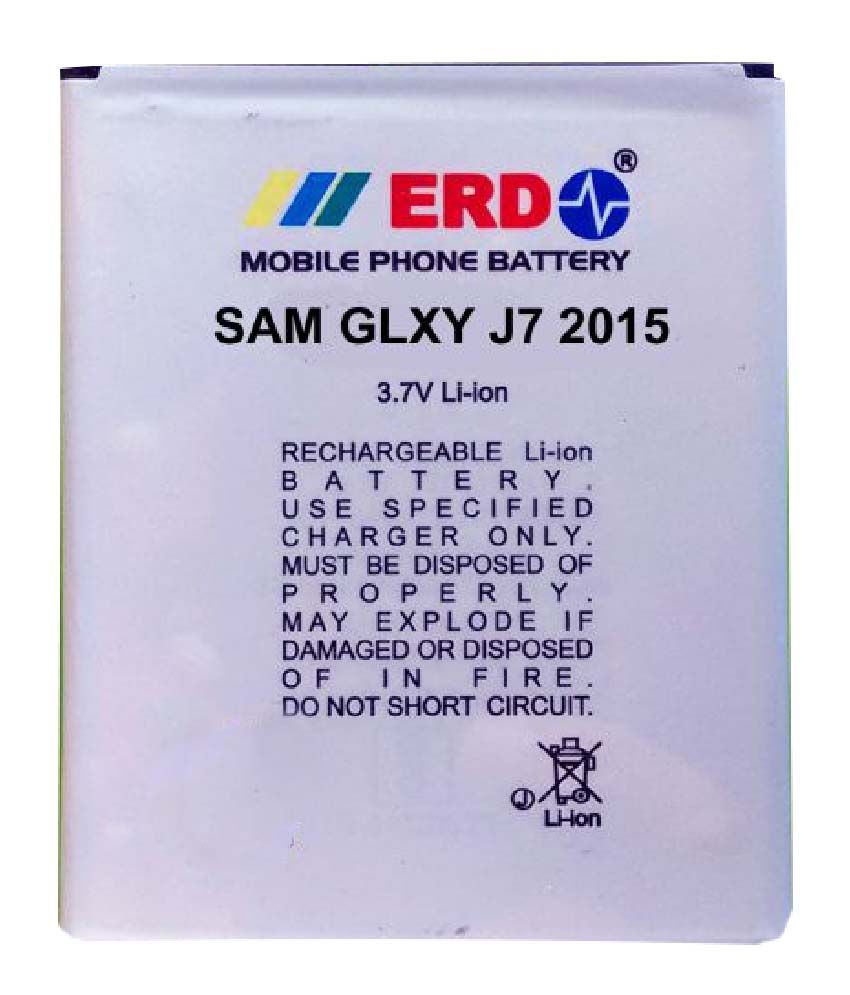 ERD ®
MOBILE PHONE BATTERY
SAM GLXY J7 2015
3.7V Li-ion
RECHARGEABLE Li-ion
BATTERY.
USE SPECIFIED
CHARGER ONLY.
MUST BE DISPOSED OF
PROPERLY.
MAY EXPLODE IF
DAMAGED OR DISPOSED
OF IN FIRE.
DO NOT SHORT CIRCUIT.
J
Li-ion